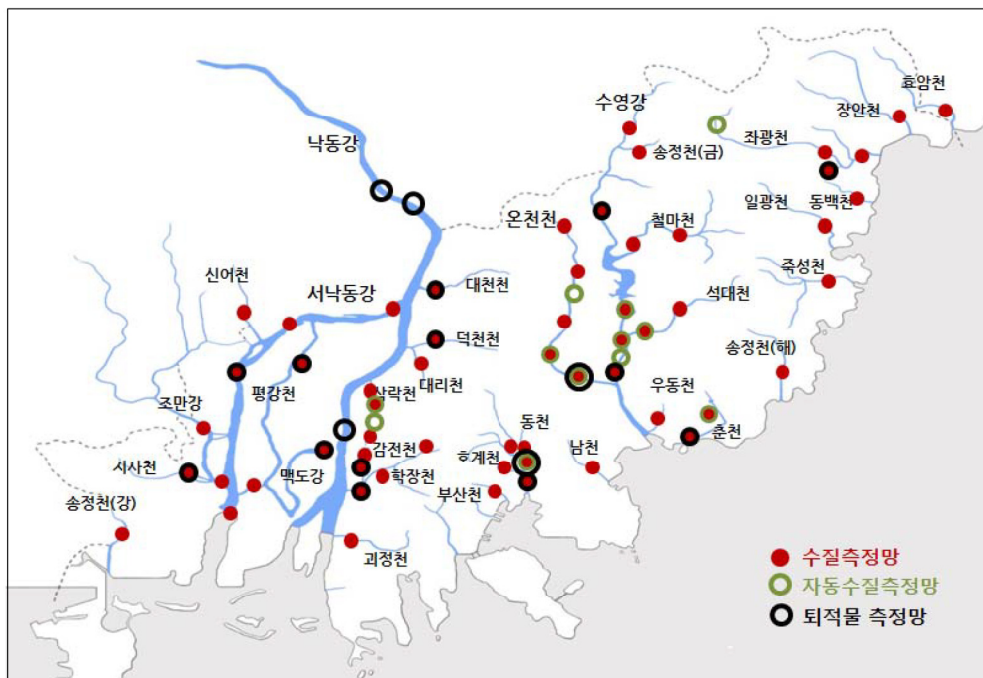 효암천
장안천
수영강
좌광천
낙동강
송정천(금)
동백천
일광천
온천천
철마천
죽성천
신어천
대천천
서낙동강
석대천
덕천천
송정천(해)
대리천
우동천
평강천
삼락천
조만강
춘천
동천
감전천
남천
지사천
맥도강
학장천
송정천(강)
부산천
괴정천
수질측정망
자동수질측정망
퇴적물 측정망